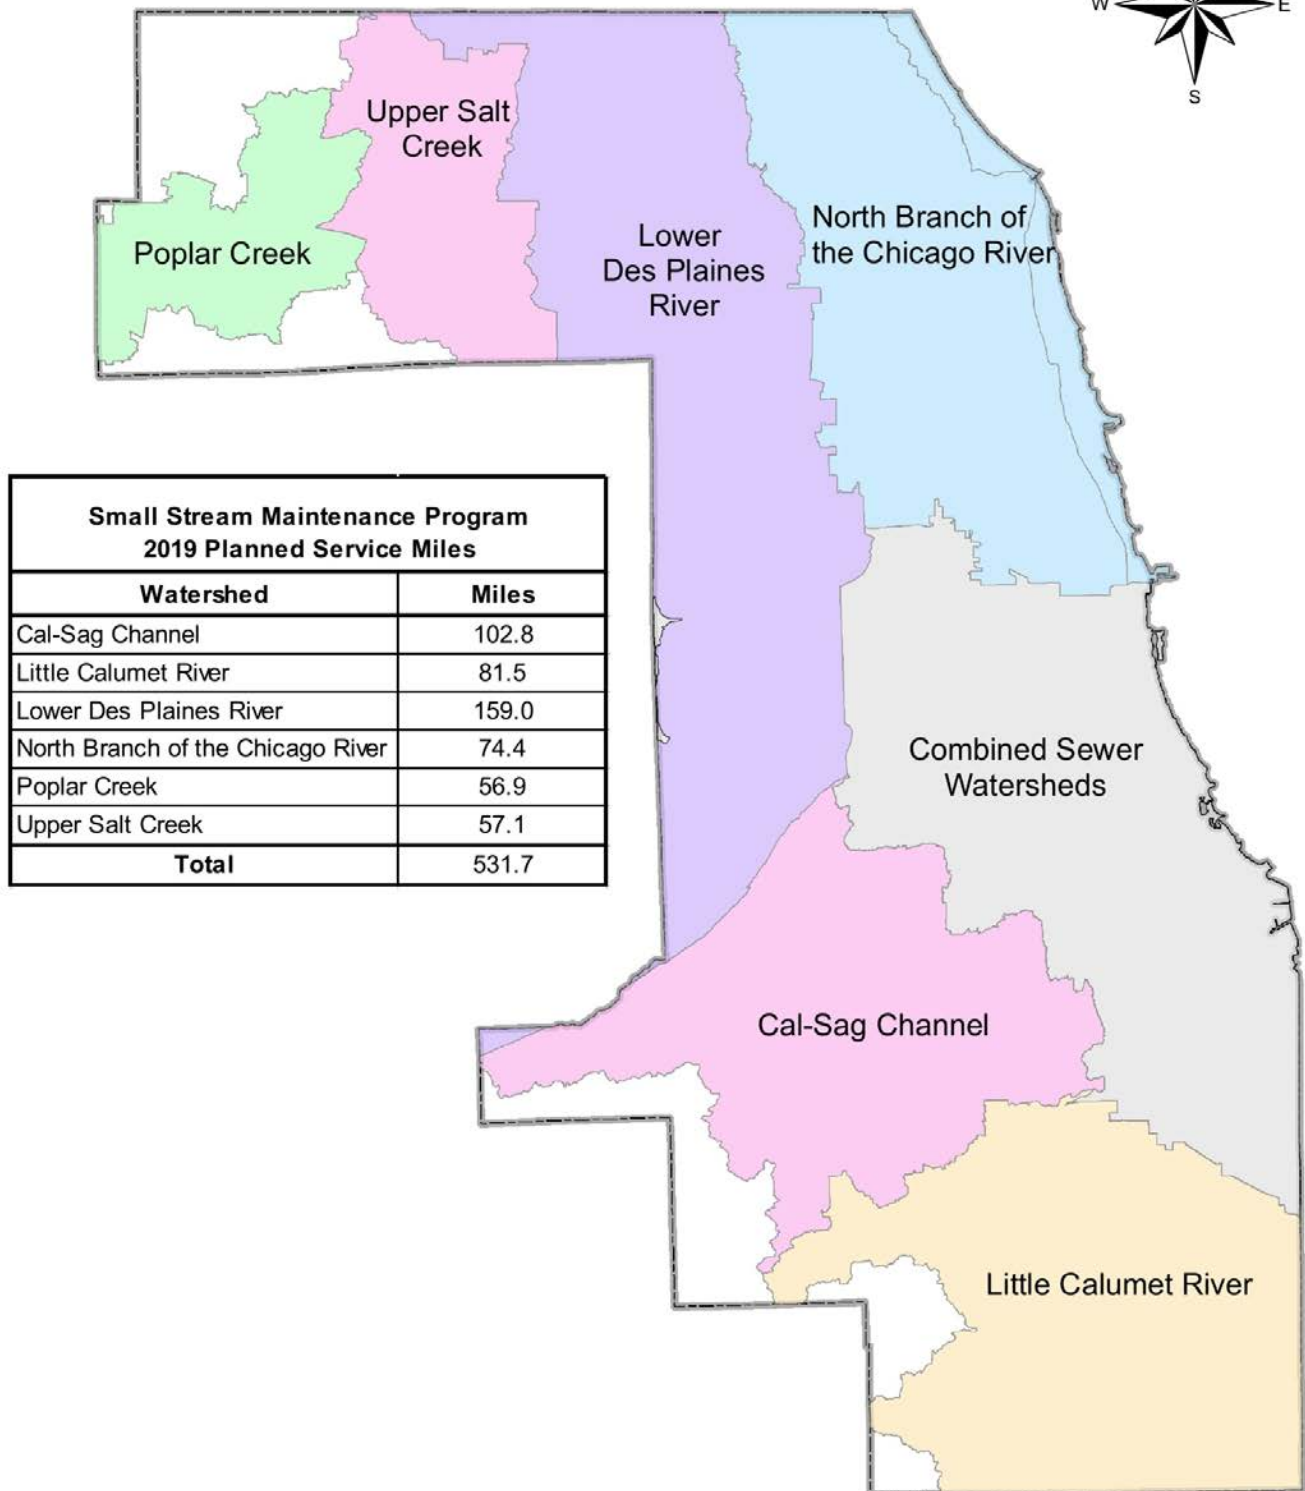 W E
S
Upper Salt
Creek
Poplar Creek
Lower
Des Plaines
River
North Branch of
the Chicago River
Small Stream Maintenance Program
2019 Planned Service Miles
Watershed Miles
Cal-Sag Channel 102.8
Little Calumet River 81.5
Lower Des Plaines River 159.0
North Branch of the Chicago River 74.4
Poplar Creek 56.9
Upper Salt Creek 57.1
Total 531.7
Combined Sewer
Watersheds
Cal-Sag Channel
Little Calumet River